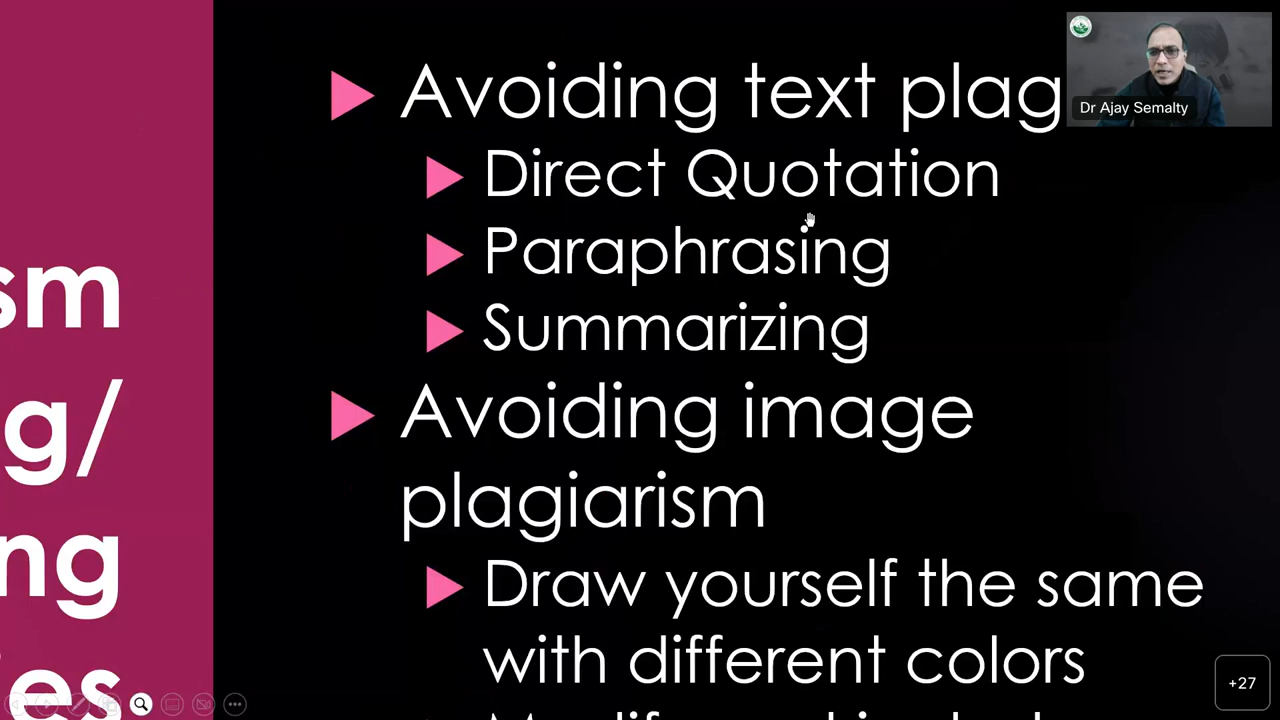 Avoiding text plag
Direct Quotation
Paraphrasing
Summarizing
Avoiding image
plagiarism
Draw yourself the same
with different colors
sm
g/
ng
es
Dr Ajay Semalty
+27